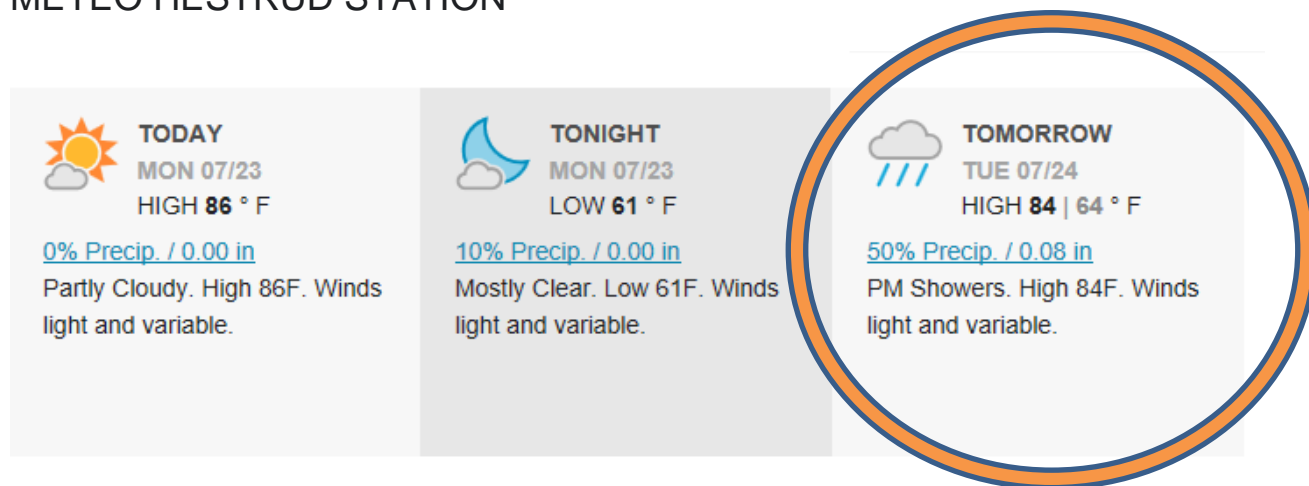 METEO HESTRUD STATION
TODAY
MON 07/23
HIGH 86 ° F
0% Precip. / 0.00 in
Partly Cloudy. High 86F. Winds
light and variable.
TONIGHT
MON 07/23
LOW 61 ° F
10% Precip. / 0.00 in
Mostly Clear. Low 61F. Winds
light and variable.
TOMORROW
TUE 07/24
HIGH 84 | 64 ° F
50% Precip. / 0.08 in
PM Showers. High 84F. Winds
light and variable.